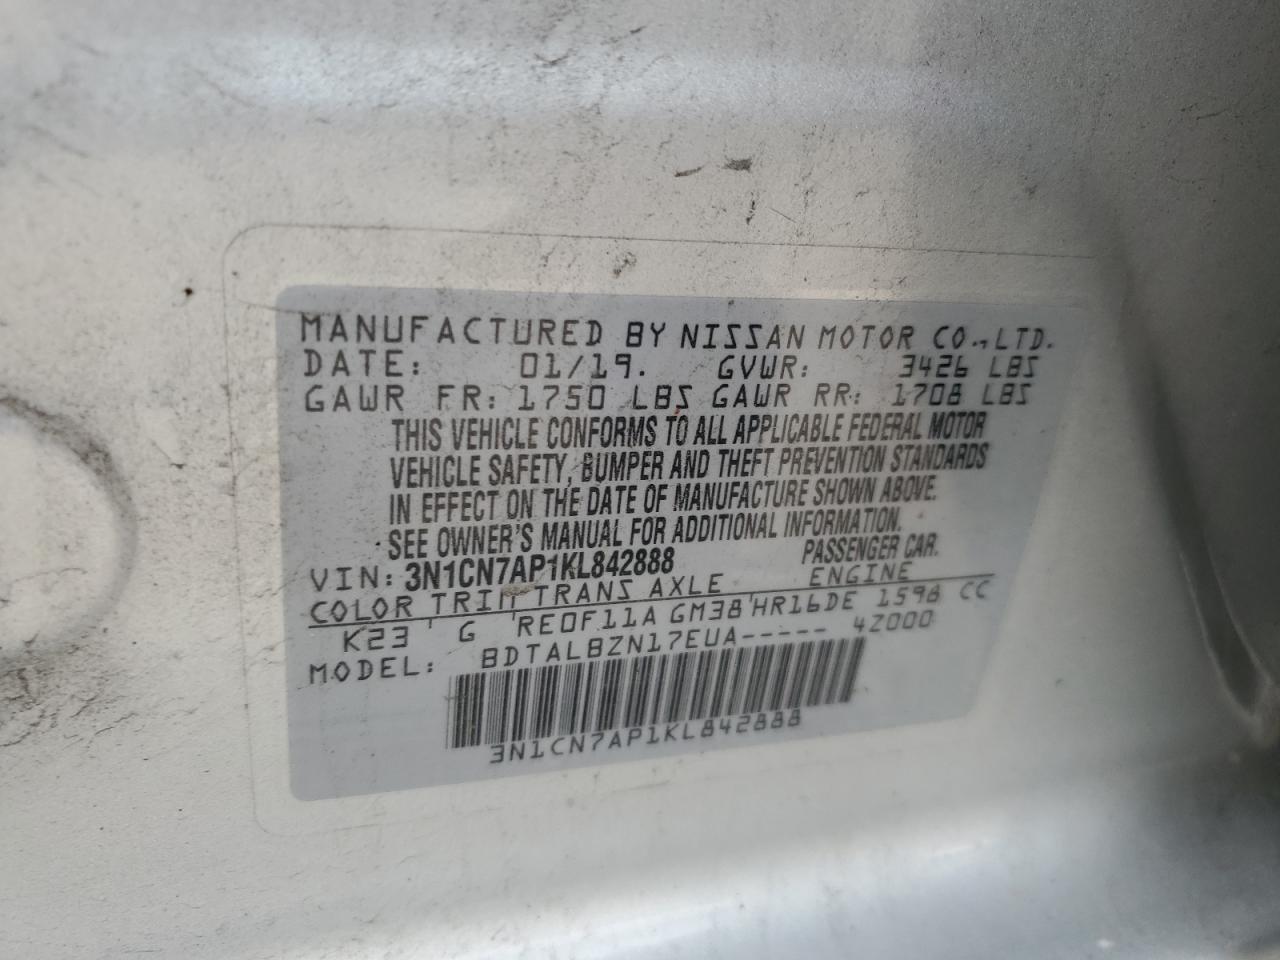 MANUFACTURED BY NISSAN MOTOR CO., LTD.
DATE: 01/19. GVWR: 3426 LBS
GAWR FR: 1750 LBS GAWR RR: 1708 LBS
THIS VEHICLE CONFORMS TO ALL APPLICABLE FEDERAL MOTOR
VEHICLE SAFETY, BUMPER AND THEFT PREVENTION STANDARDS
IN EFFECT ON THE DATE OF MANUFACTURE SHOWN ABOVE.
SEE OWNER'S MANUAL FOR ADDITIONAL INFORMATION.
VIN: 3N1CN7AP1KL842888 PASSENGER CAR.
COLOR TRIM TRANS AXLE ENGINE
K23 G RE0F11A GM38 HR16DE 1598 CC
MODEL: BDTALBZN17EUA----- 4Z000
3N1CN7AP1KL842888